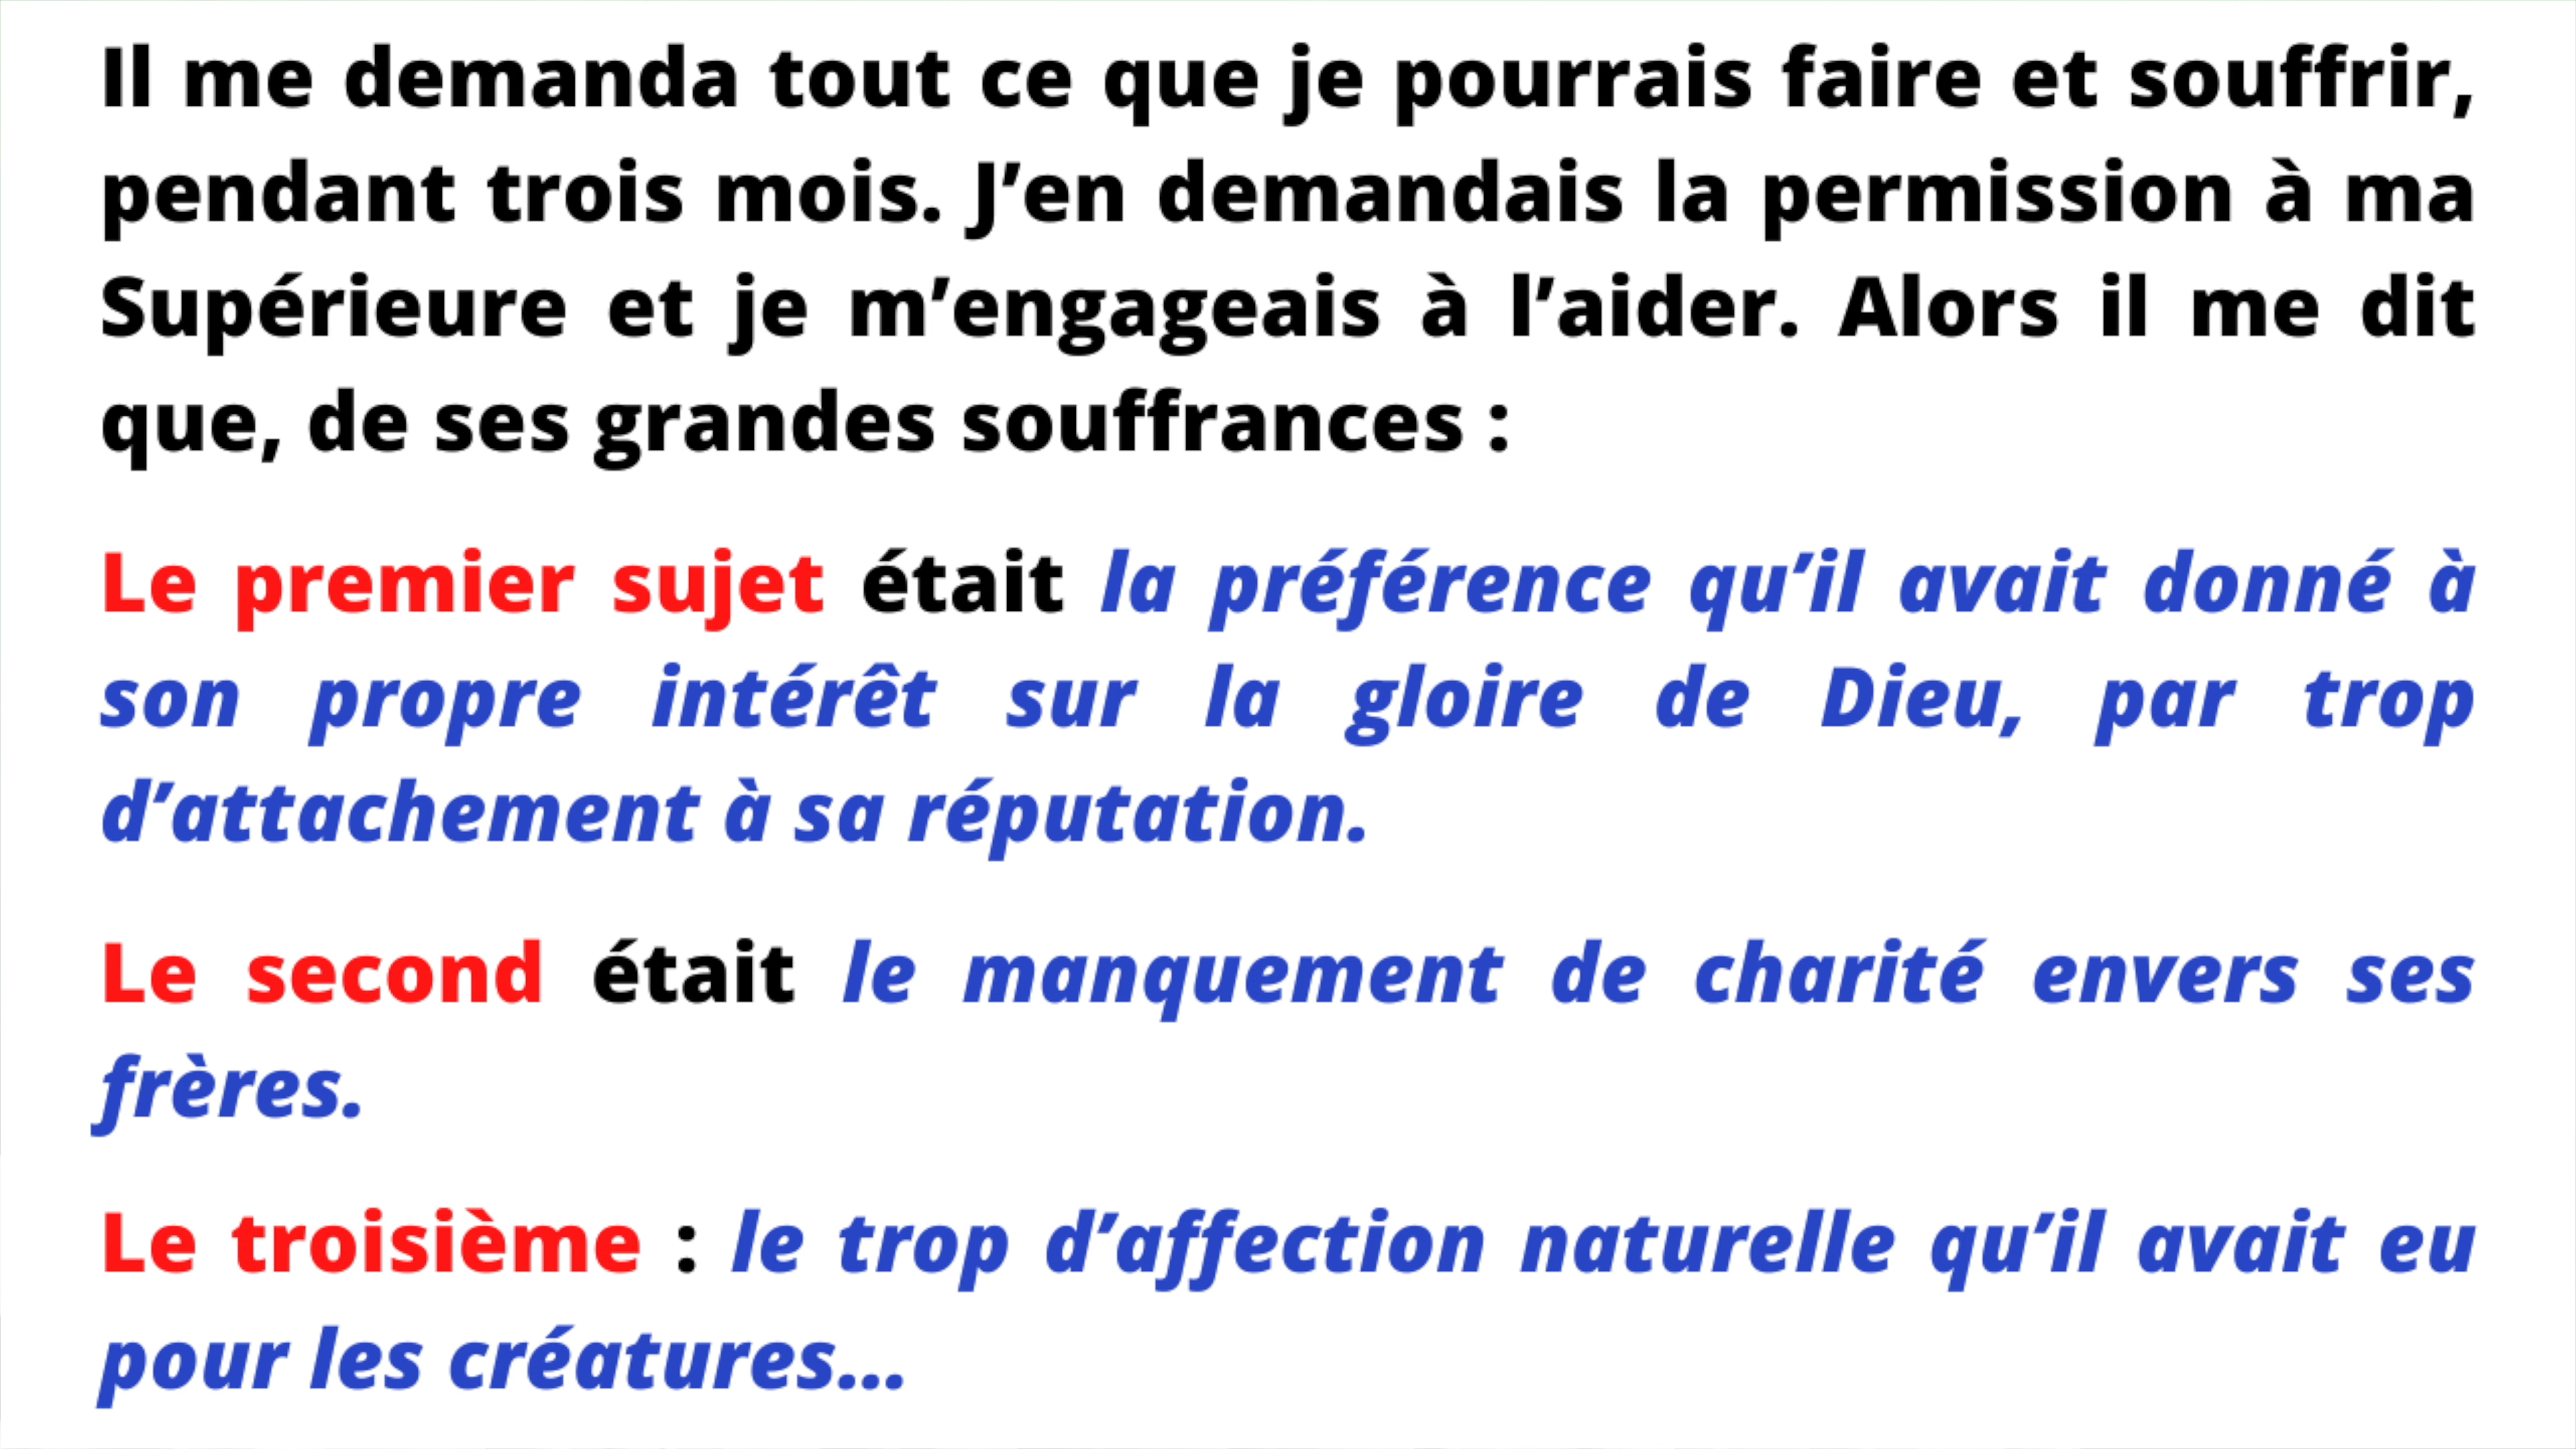 Il me demanda tout ce que je pourrais faire et souffrir,
pendant trois mois. J’en demandais la permission à ma
Supérieure et je m’engageais à l’aider. Alors il me dit
que, de ses grandes souffrances :
Le premier sujet était la préférence qu’il avait donné à
son propre intérêt sur la gloire de Dieu, par trop
d’attachement à sa réputation.
Le second était le manquement de charité envers ses
frères.
Le troisième : le trop d’affection naturelle qu’il avait eu
pour les créatures...